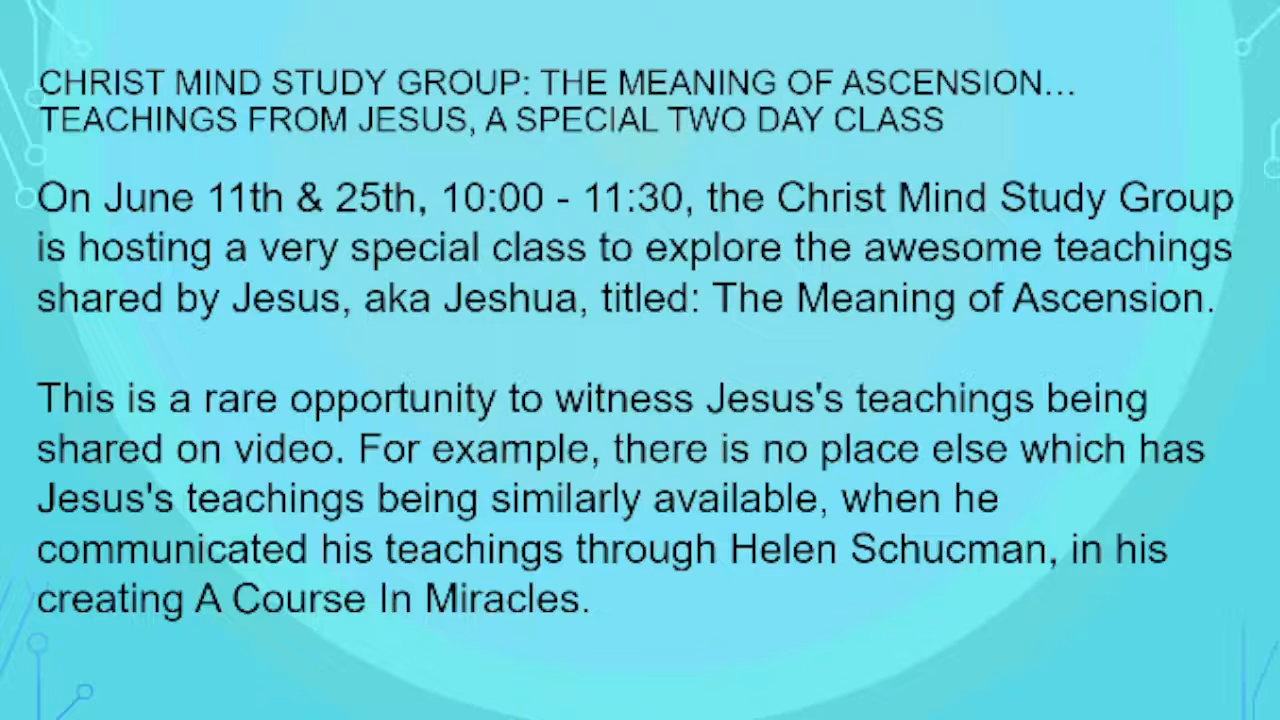 CHRIST MIND STUDY GROUP: THE MEANING OF ASCENSION…
TEACHINGS FROM JESUS, A SPECIAL TWO DAY CLASS
On June 11th & 25th, 10:00 - 11:30, the Christ Mind Study Group
is hosting a very special class to explore the awesome teachings
shared by Jesus, aka Jeshua, titled: The Meaning of Ascension.
This is a rare opportunity to witness Jesus's teachings being
shared on video. For example, there is no place else which has
Jesus's teachings being similarly available, when he
communicated his teachings through Helen Schucman, in his
creating A Course In Miracles.